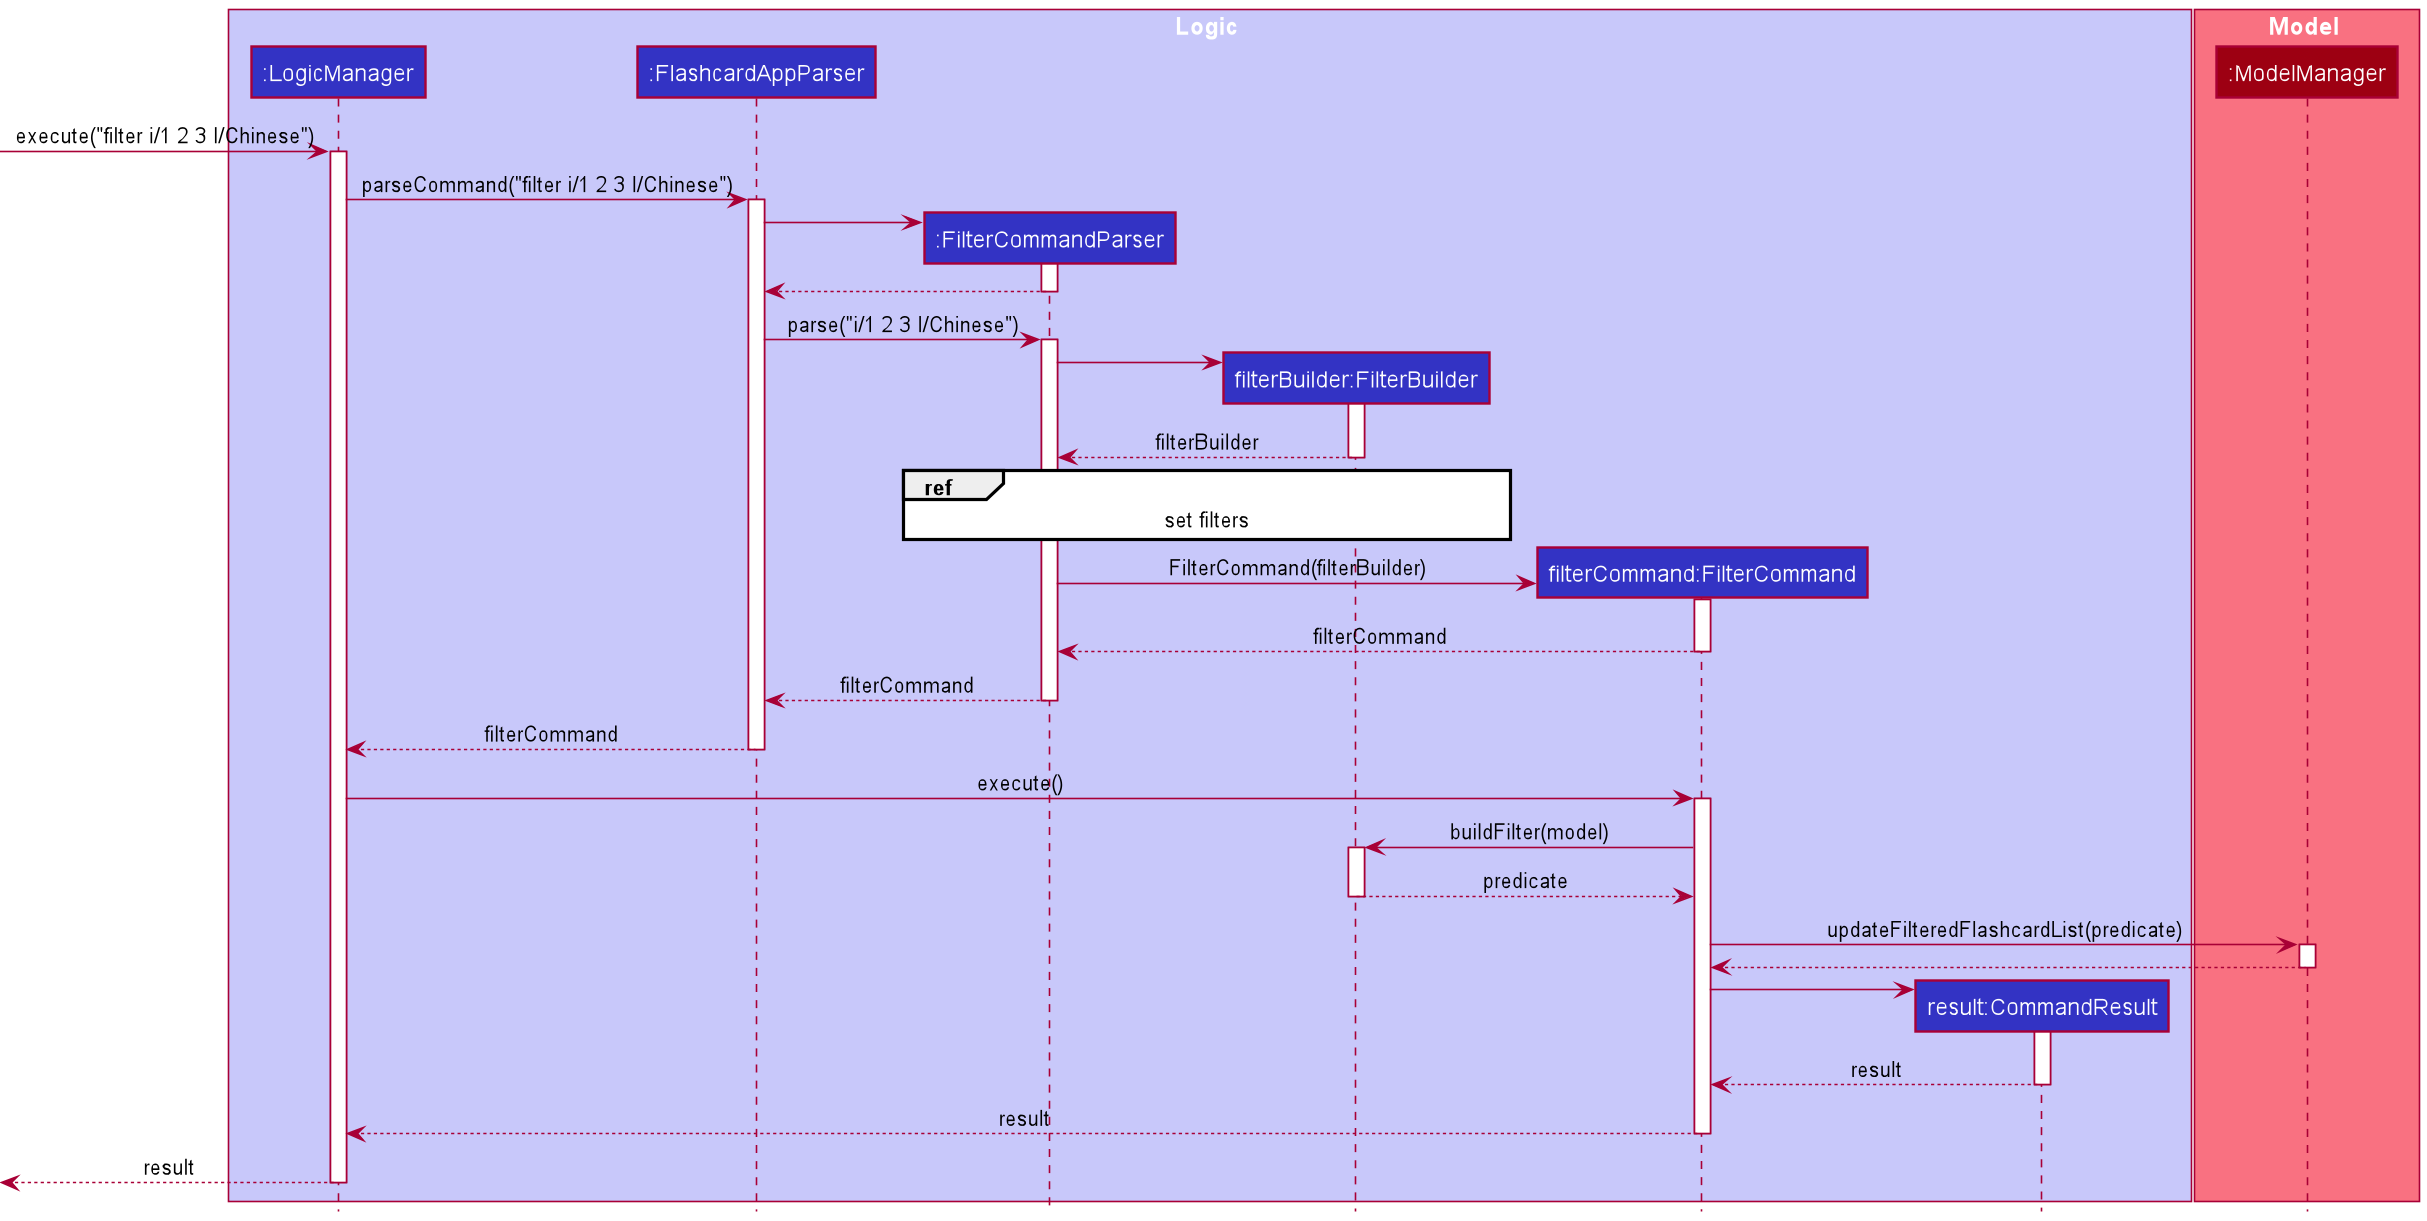 Logic
Model
:LogicManager
:FlashcardAppParser
:ModelManager
execute("filter i/1 2 3 l/Chinese")
parseCommand("filter i/1 2 3 l/Chinese")
:FilterCommandParser
parse("i/1 2 3 l/Chinese")
filterBuilder:FilterBuilder
filterBuilder
ref
set filters
FilterCommand(filterBuilder)
filterCommand:FilterCommand
filterCommand
filterCommand
filterCommand
execute()
buildFilter(model)
predicate
updateFilteredFlashcardList(predicate)
result:CommandResult
result
result
result